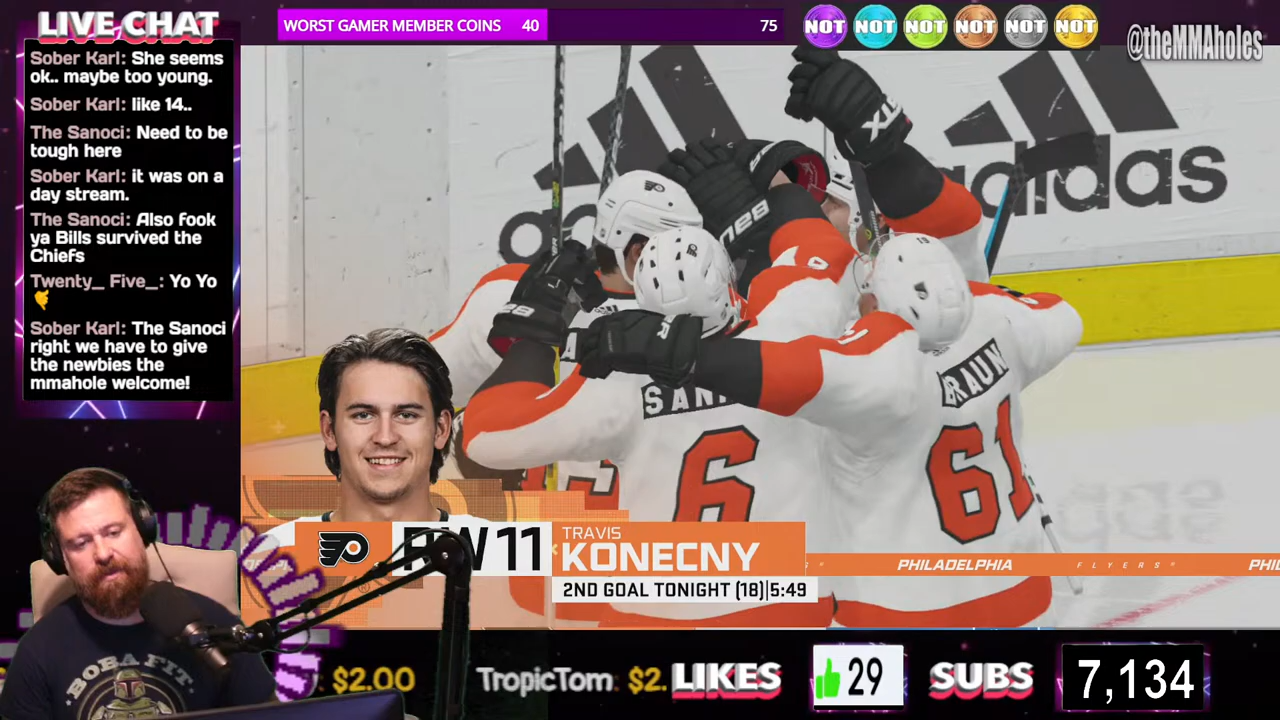 LIVE CHAT
WORST GAMER MEMBER COINS 40
75
NOT NOT NOT NOT NOT NOT
@theMMAholes
Sober Karl: She seems
ok.. maybe too young.
Sober Karl: like 14..
The Sanoci: Need to be
tough here
Sober Karl: it was on a
day stream.
The Sanoci: Also fook
ya Bills survived the
Chiefs
Twenty_ Five_: Yo Yo
Sober Karl: The Sanoci
right we have to give
the newbies the
mmahole welcome!
adidas
BRAUN
61
6
11
TRAVIS
KONECNY
2ND GOAL TONIGHT (18)|5:49
PHILADELPHIA
FLYERS
BOBA FIT
: $2.00
TropicTom: $2.
LIKES
29
SUBS
7,134